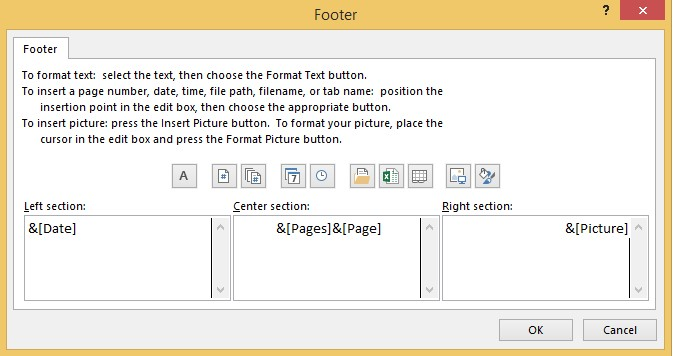 Footer
? ×
Footer
To format text: select the text, then choose the Format Text button.
To insert a page number, date, time, file path, filename, or tab name: position the
insertion point in the edit box, then choose the appropriate button.
To insert picture: press the Insert Picture button. To format your picture, place the
cursor in the edit box and press the Format Picture button.
A # # 7
Left section: Center section: Right section:
&[Date] &[Pages]&[Page] &[Picture]
OK Cancel